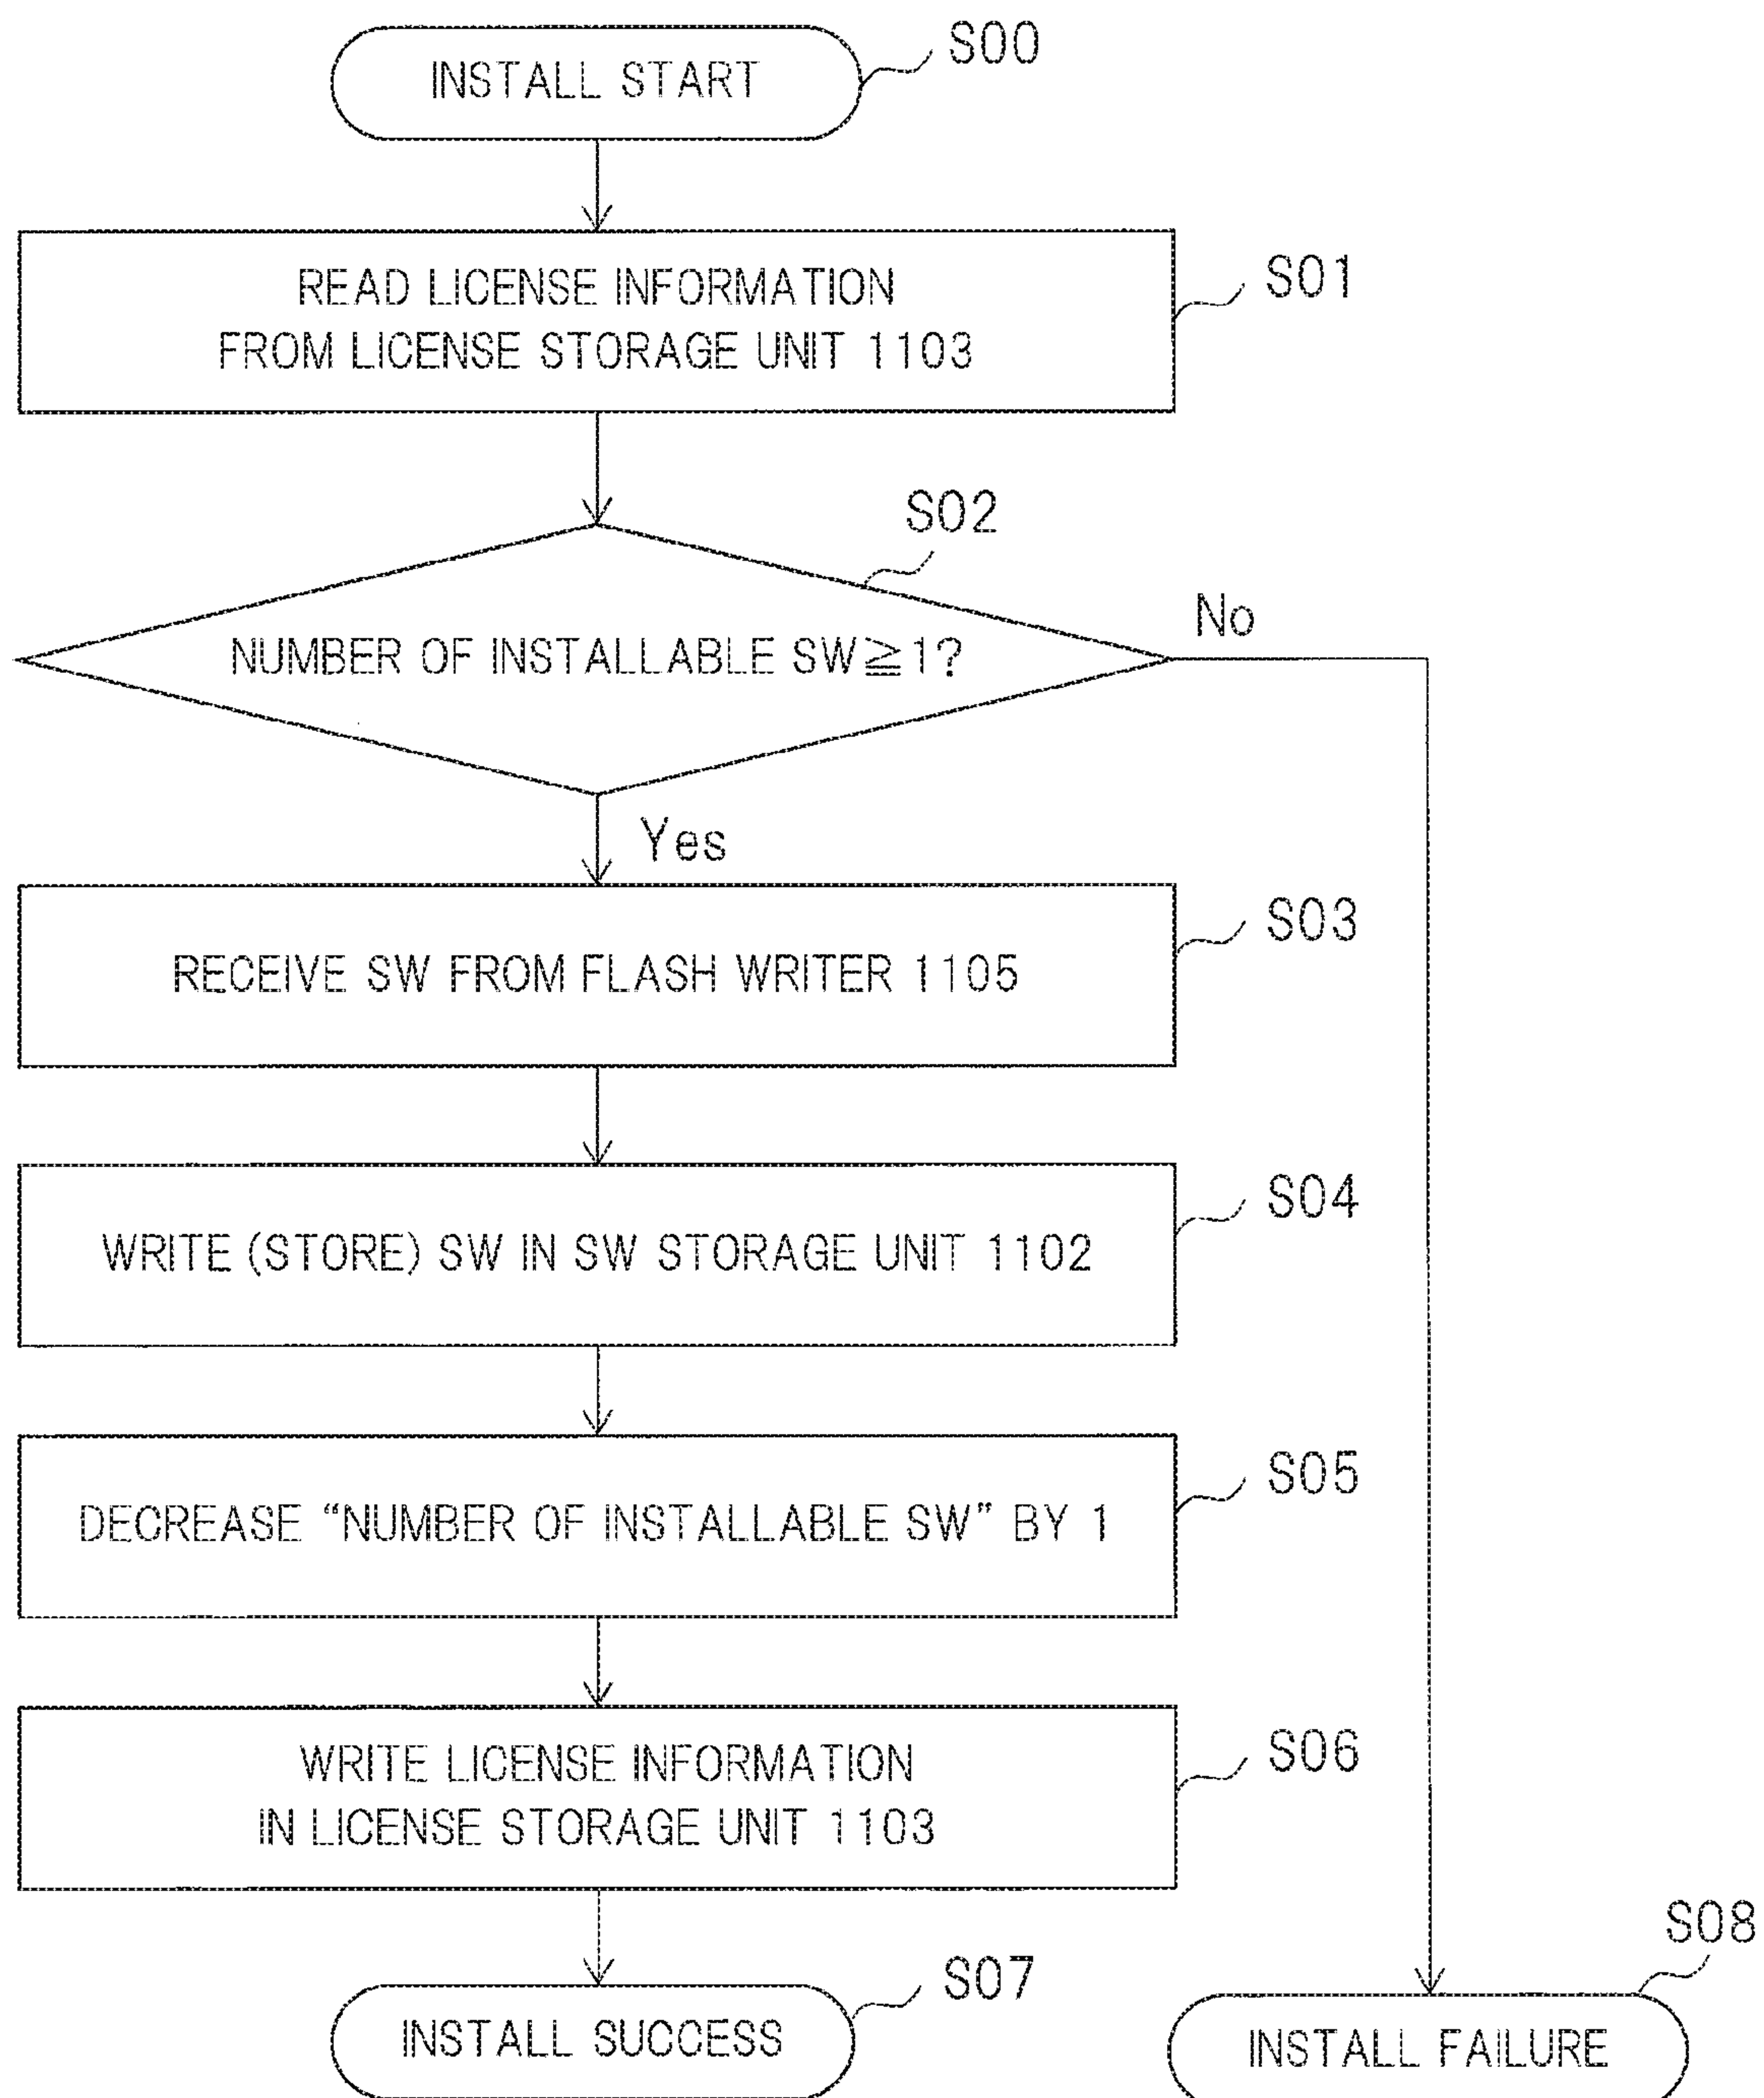 INSTALL START
S00
READ LICENSE INFORMATION
FROM LICENSE STORAGE UNIT 1103
S01
S02
NUMBER OF INSTALLABLE SW≧1?
No
Yes
RECEIVE SW FROM FLASH WRITER 1105
S03
WRITE (STORE) SW IN SW STORAGE UNIT 1102
S04
DECREASE “NUMBER OF INSTALLABLE SW” BY 1
S05
WRITE LICENSE INFORMATION
IN LICENSE STORAGE UNIT 1103
S06
INSTALL SUCCESS
S07
S08
INSTALL FAILURE